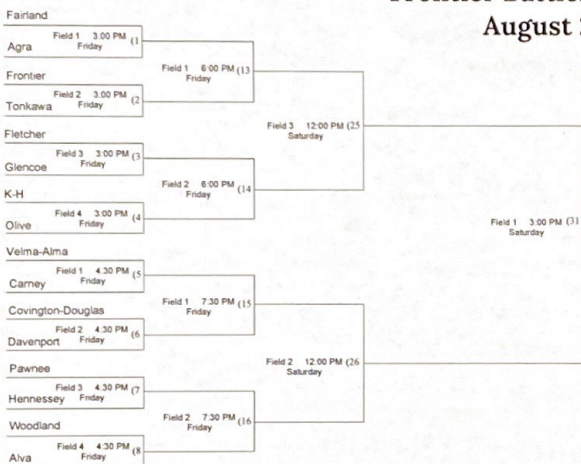 August
Fairland
Field 1 3:00 PM (1
Friday
Agra
Field 1 6:00 PM (13
Friday
Frontier
Field 2 3:00 PM (2
Friday
Tonkawa
Field 3 12:00 PM (25
Saturday
Fletcher
Field 3 3:00 PM (3
Friday
Glencoe
Field 2 6:00 PM (14
Friday
K-H
Field 4 3:00 PM (4
Friday
Olive
Field 1 3:00 PM (31
Saturday
Velma-Alma
Field 1 4:30 PM (5
Friday
Carney
Field 1 7:30 PM (15
Friday
Covington-Douglas
Field 2 4:30 PM (6
Friday
Davenport
Field 2 12:00 PM (26
Saturday
Pawnee
Field 3 4:30 PM (7
Friday
Hennessey
Field 2 7:30 PM (16
Friday
Woodland
Field 4 4:30 PM (8
Friday
Alva